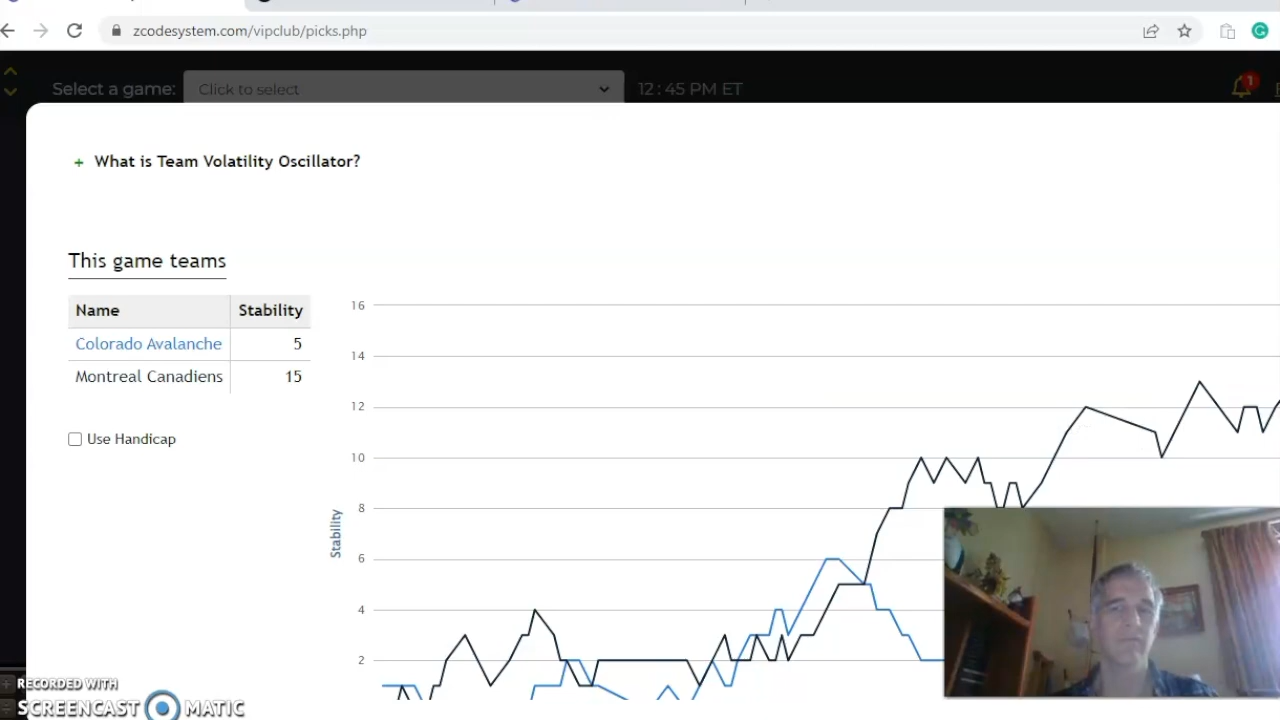 zcodesystem.com/vipclub/picks.php
Select a game: Click to select 12:45 PM ET
1
+ What is Team Volatility Oscillator?
This game teams
Name Stability
Colorado Avalanche 5
Montreal Canadiens 15
Use Handicap
16
14
12
10
8
6
4
2
Stability
RECORDED WITH
SCREENCAST MATIC